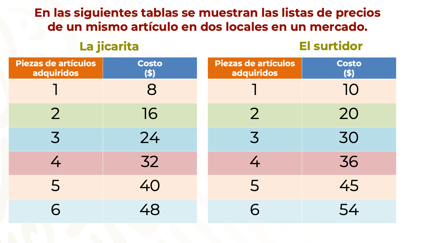 En las siguientes tablas se muestran las listas de precios
de un mismo artículo en dos locales en un mercado.
La jicarita
Piezas de artículos adquiridos Costo ($)
1 8
2 16
3 24
4 32
5 40
6 48
El surtidor
Piezas de artículos adquiridos Costo ($)
1 10
2 20
3 30
4 36
5 45
6 54